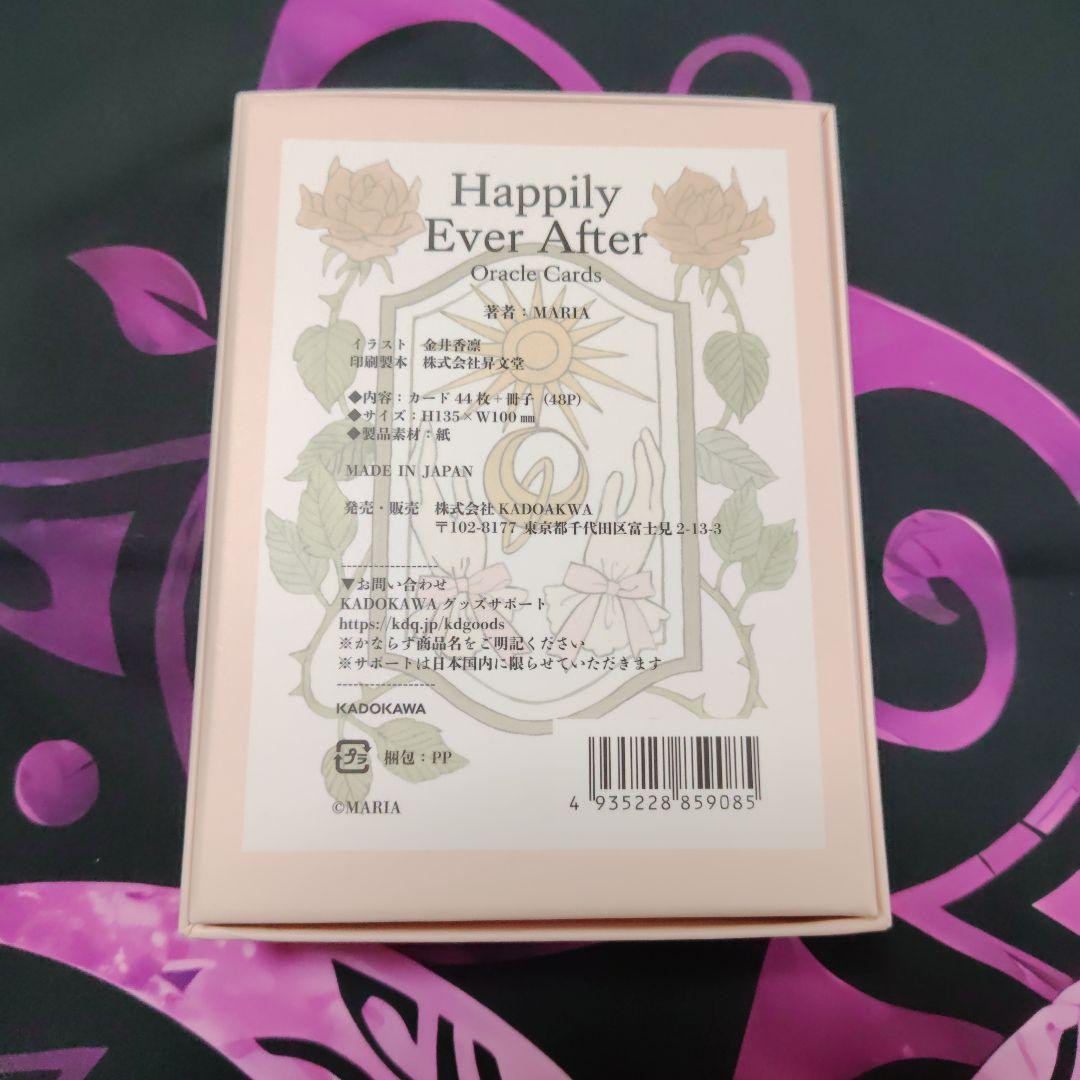 Happily
Ever After
Oracle Cards
著者：MARIA
イラスト　金井香凛
印刷製本　株式会社昇文堂
◆内容：カード 44 枚＋冊子（48P）
◆サイズ：H135×W100 ㎜
◆製品素材：紙
MADE IN JAPAN
発売・販売　株式会社 KADOAKWA
〒102-8177 東京都千代田区富士見 2-13-3
------------------
▼お問い合わせ
KADOKAWA グッズサポート
https://kdq.jp/kdgoods
※かならず商品名をご明記ください
※サポートは日本国内に限らせていただきます
------------------
KADOKAWA
プラ 梱包：PP
©MARIA
4 935228 859085